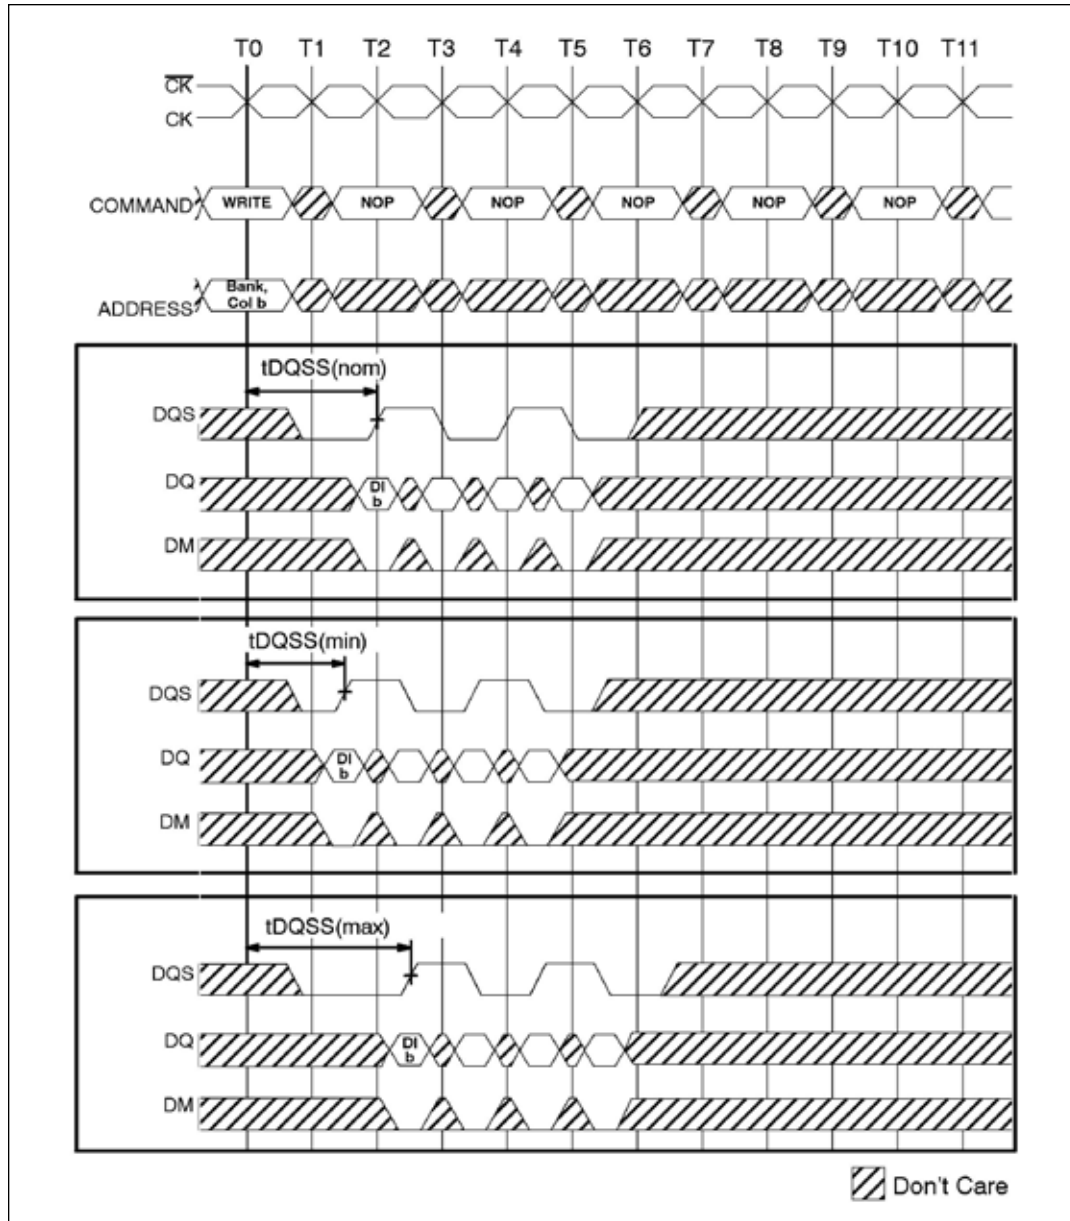 T0 T1 T2 T3 T4 T5 T6 T7 T8 T9 T10 T11
CK
CK
COMMAND WRITE NOP NOP NOP NOP NOP
Bank,
Col b
ADDRESS
tDQSS(nom)
DQS
DQ DI
b
DM
tDQSS(min)
DQS
DQ DI
b
DM
tDQSS(max)
DQS
DQ DI
b
DM
Don't Care